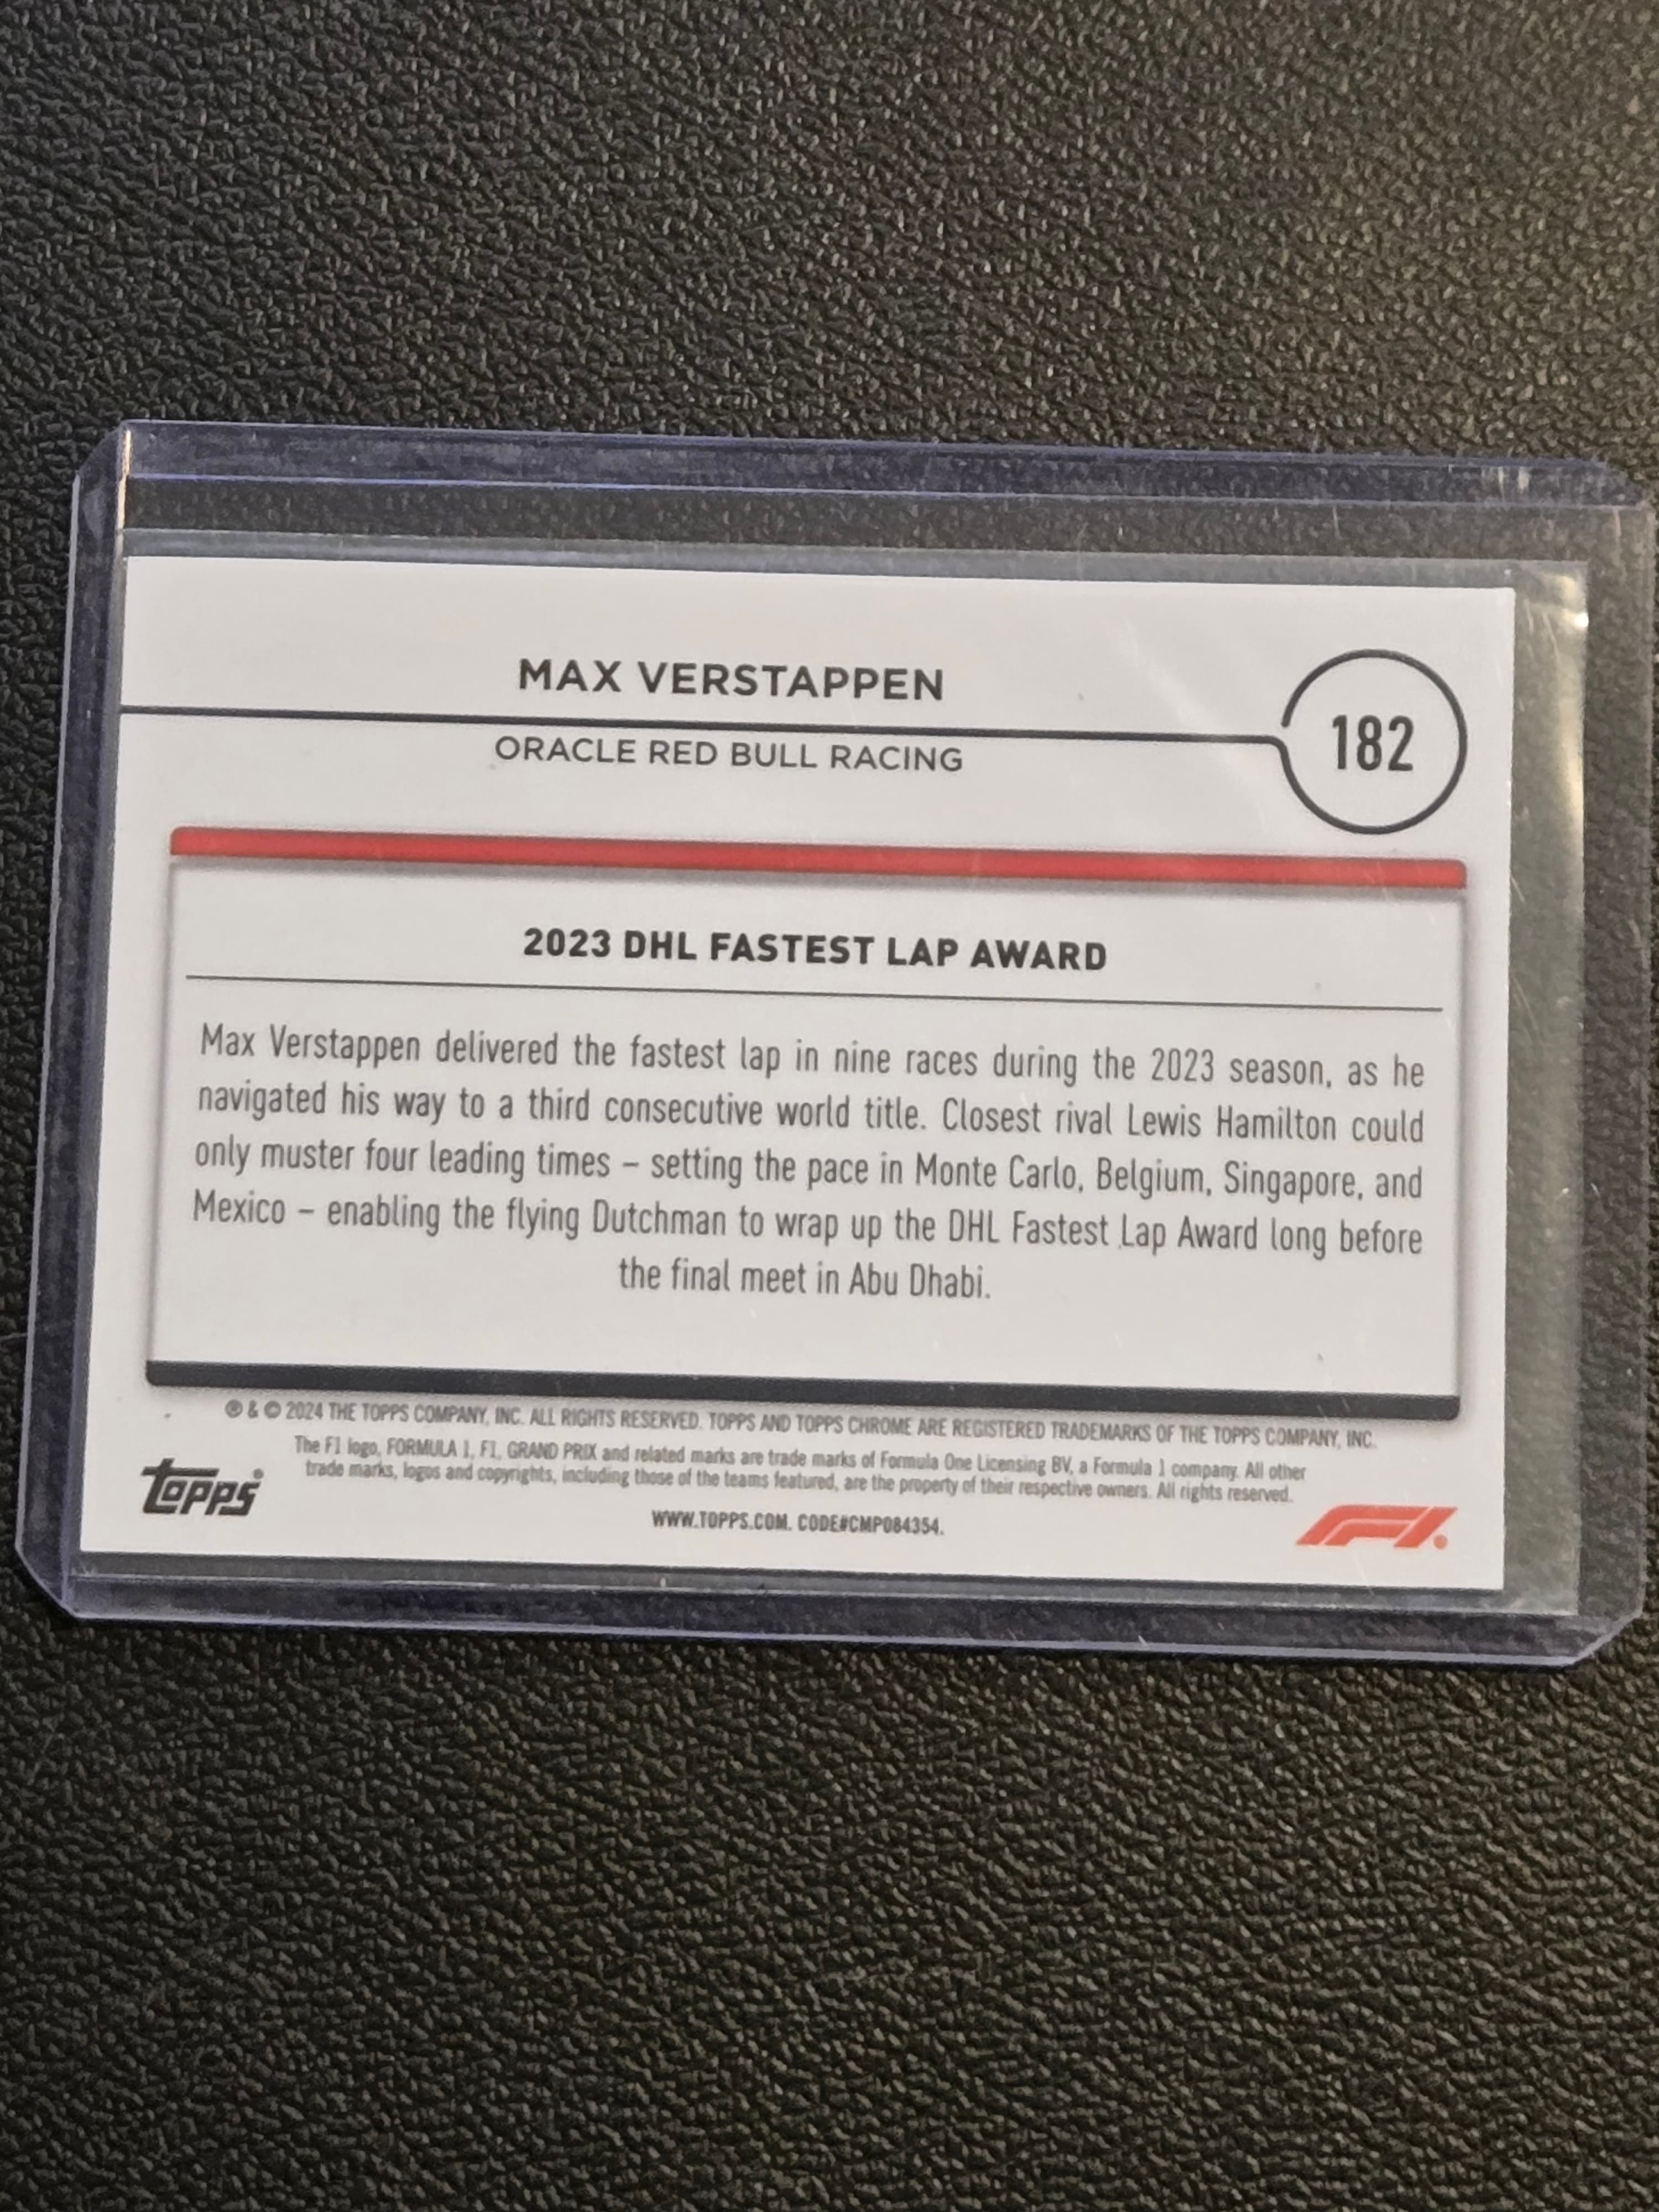 MAX VERSTAPPEN
ORACLE RED BULL RACING
182
2023 DHL FASTEST LAP AWARD
Max Verstappen delivered the fastest lap in nine races during the 2023 season, as he
navigated his way to a third consecutive world title. Closest rival Lewis Hamilton could
only muster four leading times – setting the pace in Monte Carlo, Belgium, Singapore, and
Mexico – enabling the flying Dutchman to wrap up the DHL Fastest Lap Award long before
the final meet in Abu Dhabi.
® & © 2024 THE TOPPS COMPANY, INC. ALL RIGHTS RESERVED. TOPPS AND TOPPS CHROME ARE REGISTERED TRADEMARKS OF THE TOPPS COMPANY, INC.
The F1 logo, FORMULA 1, F1, GRAND PRIX and related marks are trade marks of Formula One Licensing BV, a Formula 1 company. All other
trade marks, logos and copyrights, including those of the teams featured, are the property of their respective owners. All rights reserved.
topps
WWW.TOPPS.COM. CODE#CMP084354.
F1